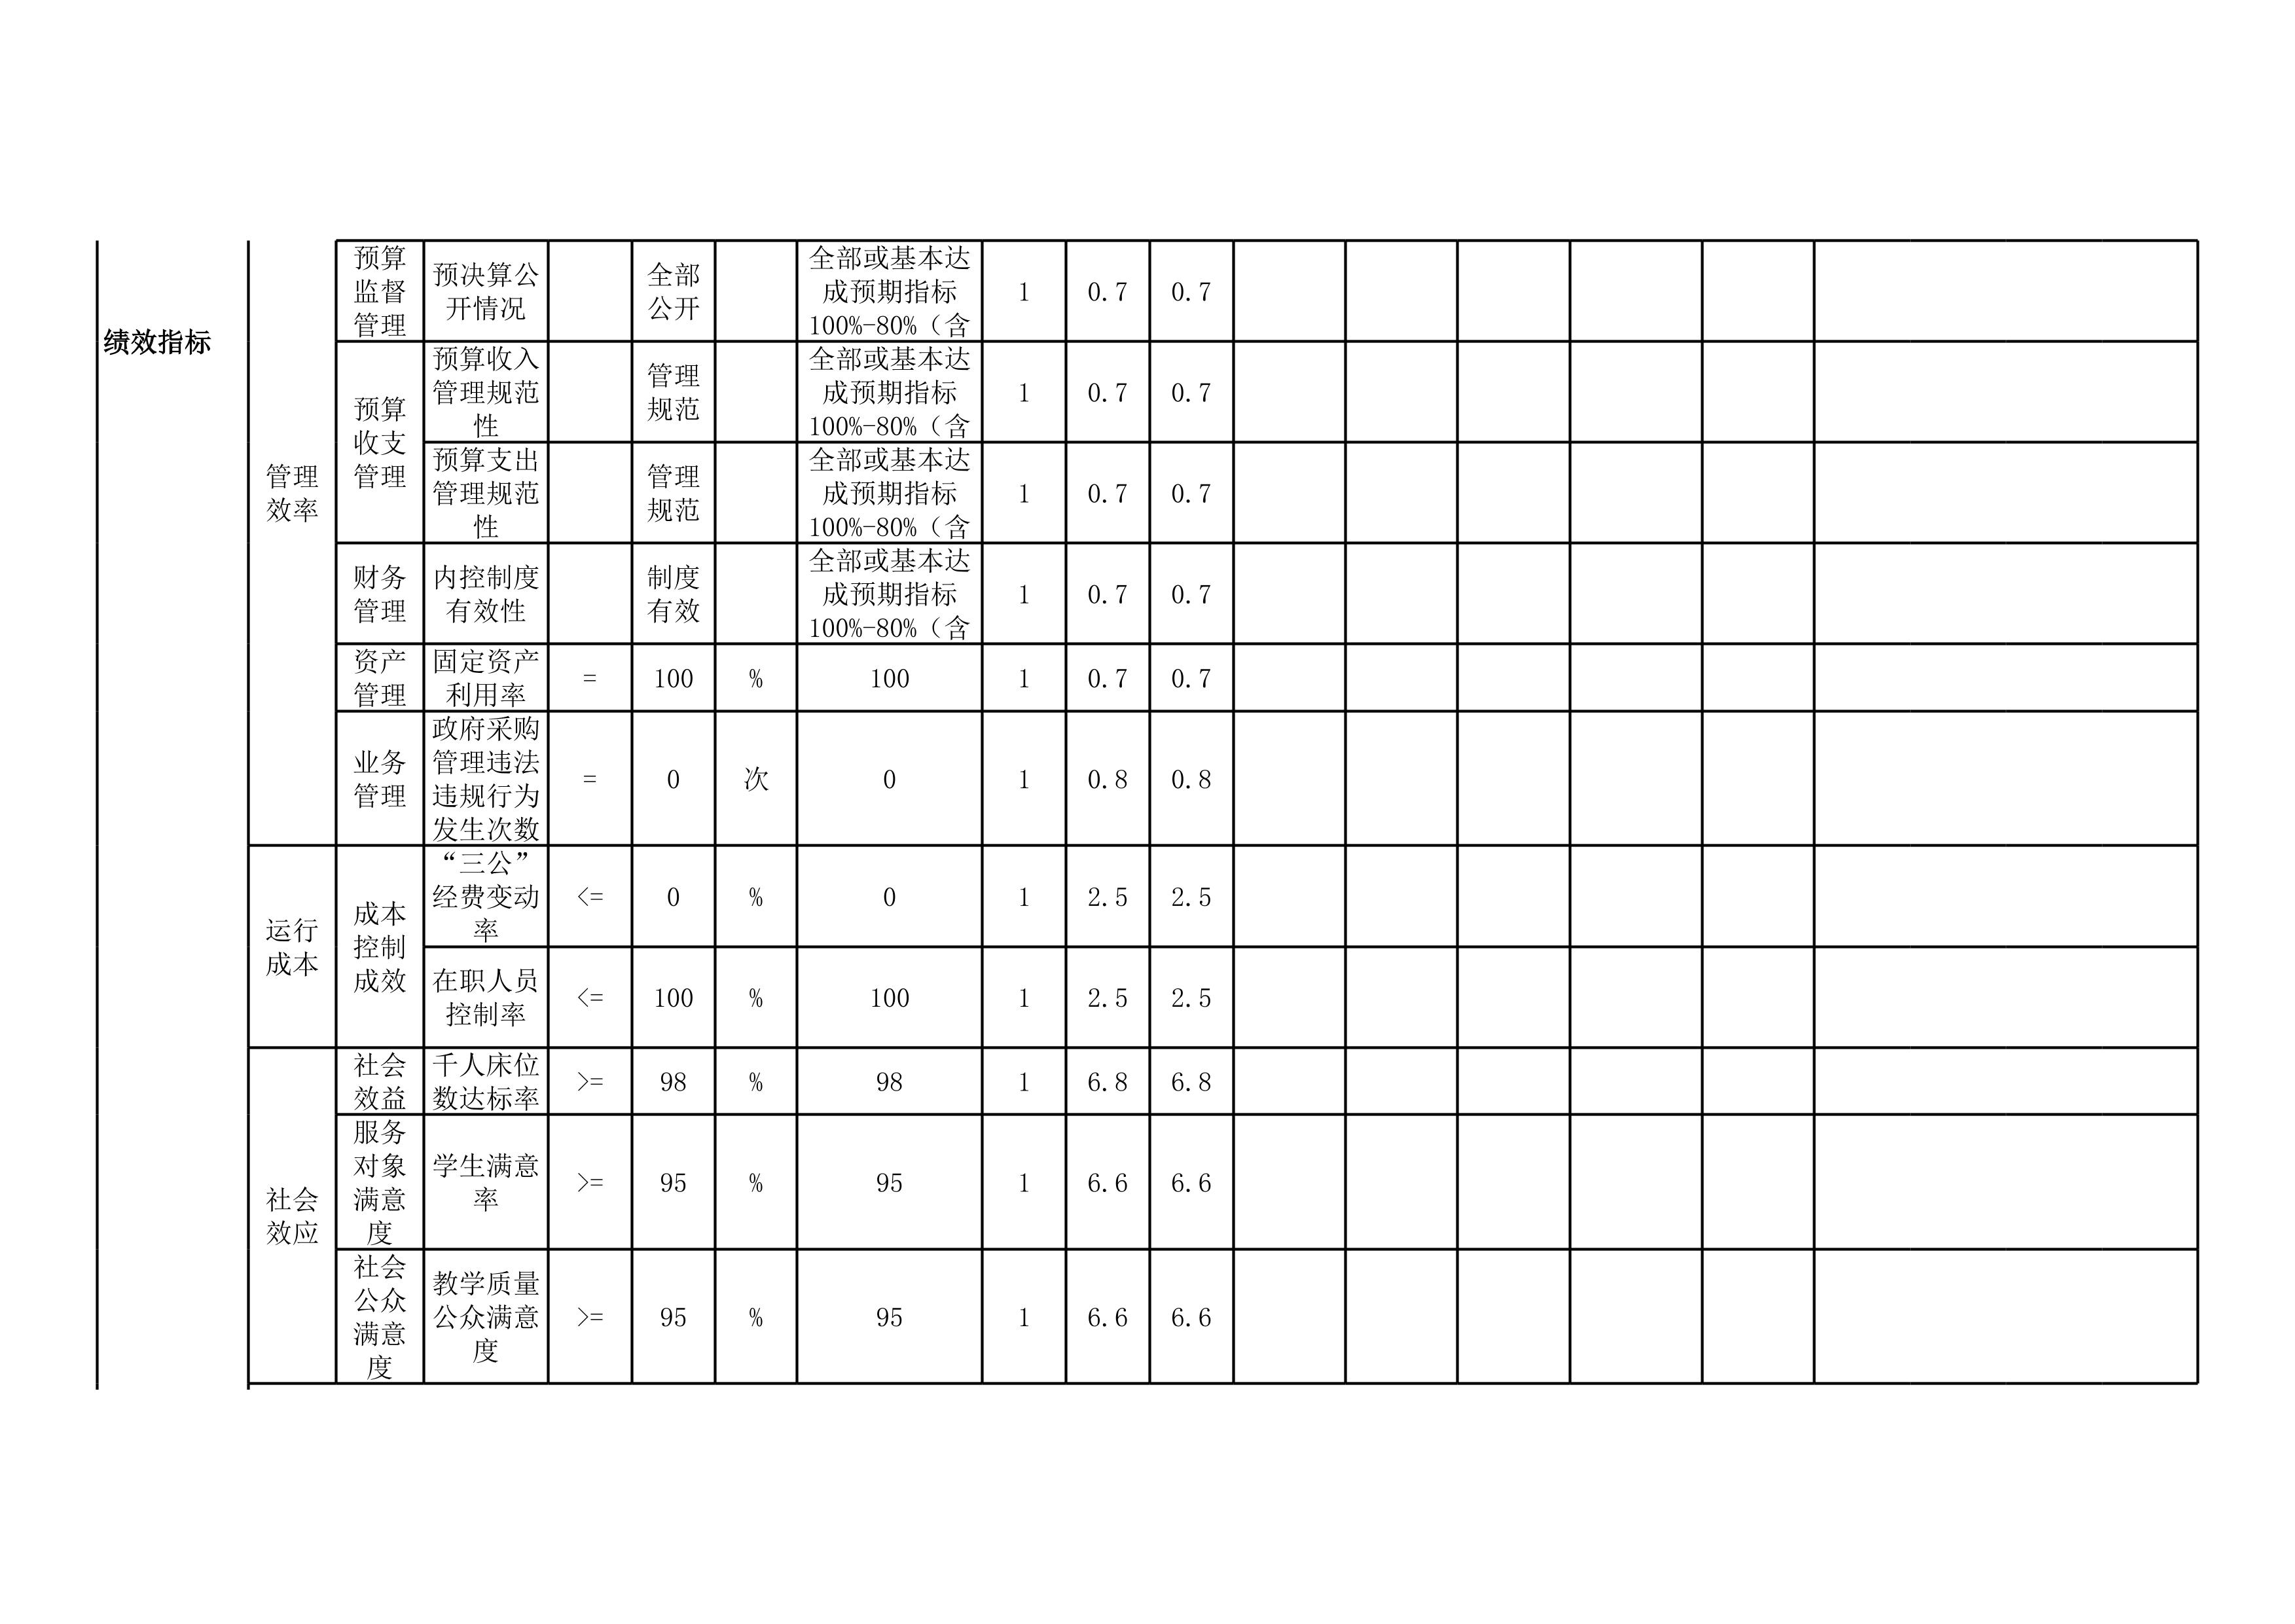 绩效指标
管理
效率
预算
监督
管理
预决算公
开情况
全部
公开
全部或基本达
成预期指标
100%-80%（含
1
0.7
0.7
预算
收支
管理
预算收入
管理规范
性
管理
规范
全部或基本达
成预期指标
100%-80%（含
1
0.7
0.7
预算支出
管理规范
性
管理
规范
全部或基本达
成预期指标
100%-80%（含
1
0.7
0.7
财务
管理
内控制度
有效性
制度
有效
全部或基本达
成预期指标
100%-80%（含
1
0.7
0.7
资产
管理
固定资产
利用率
=
100
%
100
1
0.7
0.7
业务
管理
政府采购
管理违法
违规行为
发生次数
=
0
次
0
1
0.8
0.8
运行
成本
成本
控制
成效
“三公”
经费变动
率
<=
0
%
0
1
2.5
2.5
在职人员
控制率
<=
100
%
100
1
2.5
2.5
社会
效应
社会
效益
千人床位
数达标率
>=
98
%
98
1
6.8
6.8
服务
对象
满意
度
学生满意
率
>=
95
%
95
1
6.6
6.6
社会
公众
满意
度
教学质量
公众满意
度
>=
95
%
95
1
6.6
6.6